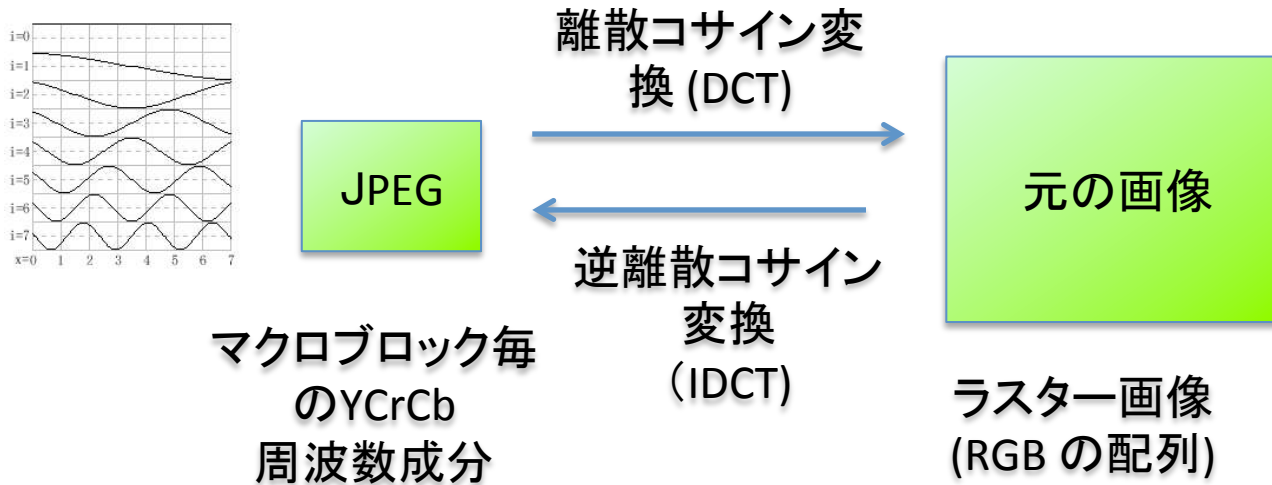 i=0
i=1
i=2
i=3
i=4
i=5
i=6
i=7
x=0 1 2 3 4 5 6 7
JPEG
マクロブロック毎
のYCrCb
周波数成分
離散コサイン変
換 (DCT)
逆離散コサイン
変換
（IDCT)
元の画像
ラスター画像
(RGB の配列)